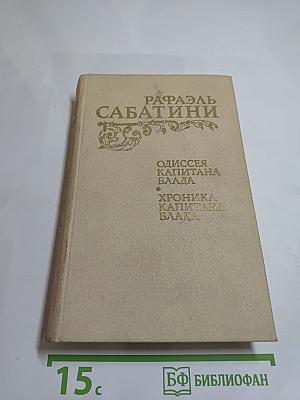 РАФАЭЛЬ
САБАТИНИ
ОДИССЕЯ
КАПИТАНА
БЛАДА
ХРОНИКА
КАПИТАНА
БЛАДА
15с
БФ БИБЛИОФАН